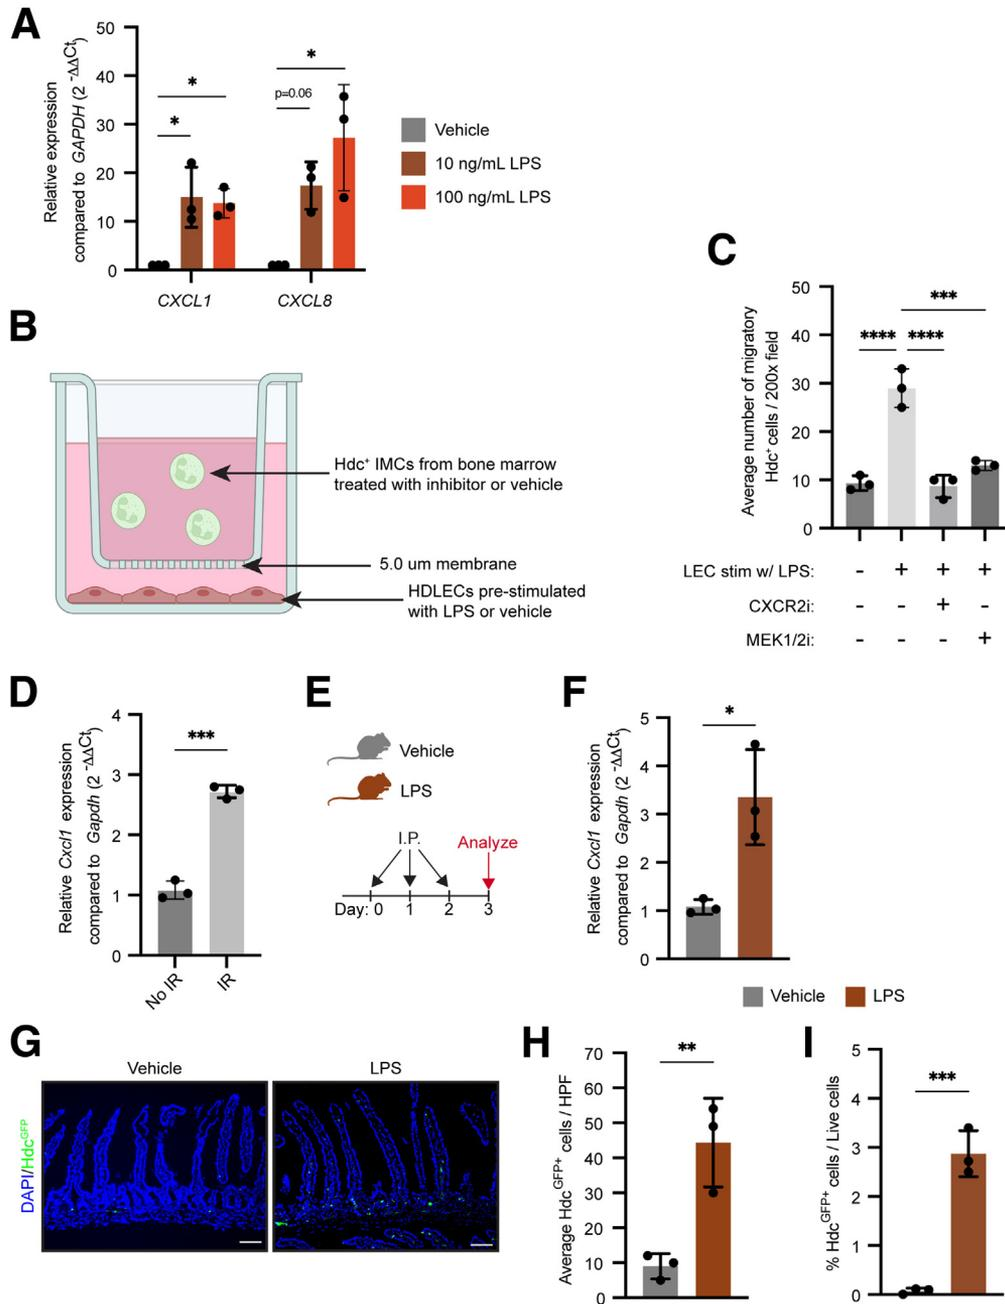 A
Relative expression
compared to GAPDH (2 -ΔΔCt)
50
40
30
20
10
0
*
*
p=0.06
*
CXCL1
CXCL8
Vehicle
10 ng/mL LPS
100 ng/mL LPS
B
Hdc+ IMCs from bone marrow
treated with inhibitor or vehicle
5.0 um membrane
HDLECs pre-stimulated
with LPS or vehicle
C
Average number of migratory
Hdc+ cells / 200x field
50
40
30
20
10
0
***
**** ****
LEC stim w/ LPS: - + + +
CXCR2i: - - + -
MEK1/2i: - - - +
D
Relative Cxcl1 expression
compared to Gapdh (2 -ΔΔCt)
4
3
2
1
0
***
No IR
IR
E
Vehicle
LPS
I.P.
Analyze
Day: 0 1 2 3
F
Relative Cxcl1 expression
compared to Gapdh (2 -ΔΔCt)
5
4
3
2
1
0
*
Vehicle
LPS
G
Vehicle
LPS
DAPI/HdcGFP
H
Average HdcGFP+ cells / HPF
70
60
50
40
30
20
10
0
**
I
% HdcGFP+ cells / Live cells
5
4
3
2
1
0
***